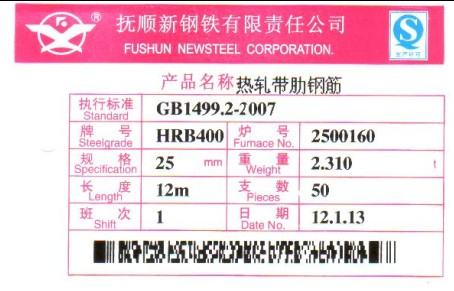 抚顺新钢铁有限责任公司
FUSHUN NEWSTEEL CORPORATION.
产品名称 热轧带肋钢筋
执行标准 Standard GB1499.2-2007
牌号 Steelgrade HRB400 炉号 Furnace No. 2500160
规格 Specification 25 mm 重量 Weight 2.310 t
长度 Length 12m 支数 Pieces 50
班次 Shift 1 日期 Date No. 12.1.13